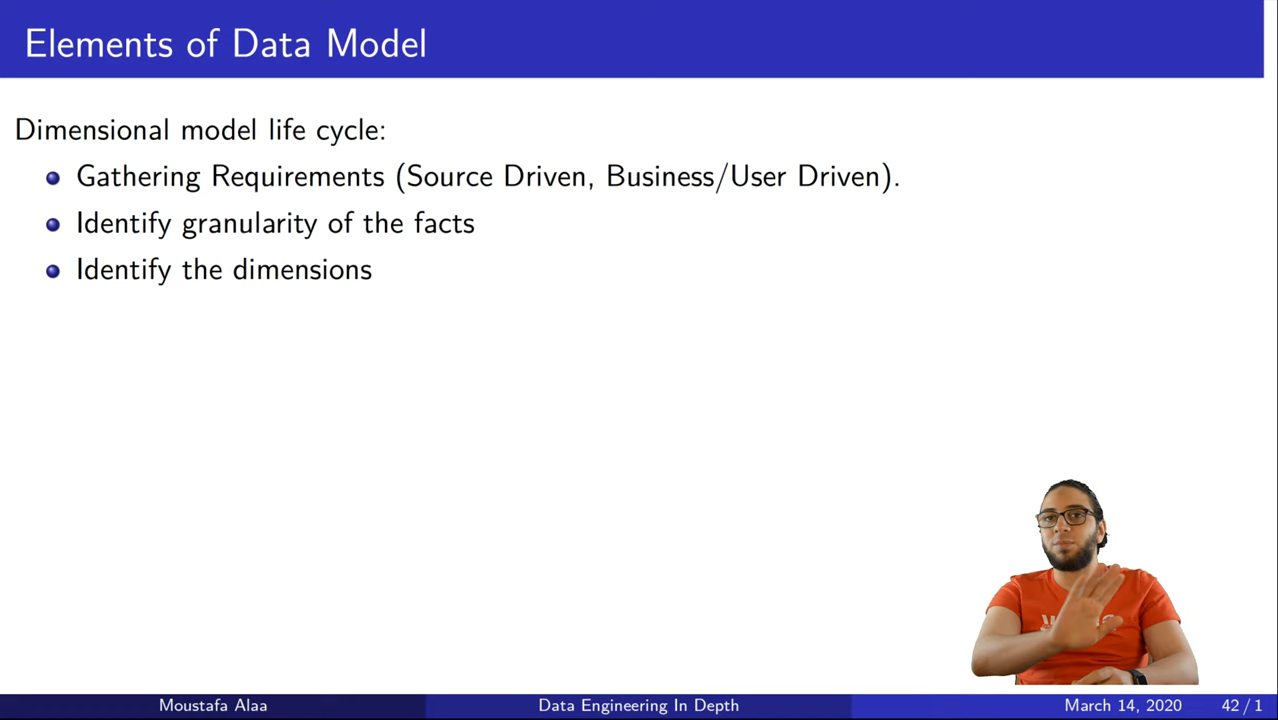 Elements of Data Model
Dimensional model life cycle:
Gathering Requirements (Source Driven, Business/User Driven).
Identify granularity of the facts
Identify the dimensions
Moustafa Alaa
Data Engineering In Depth
March 14, 2020
42 / 1